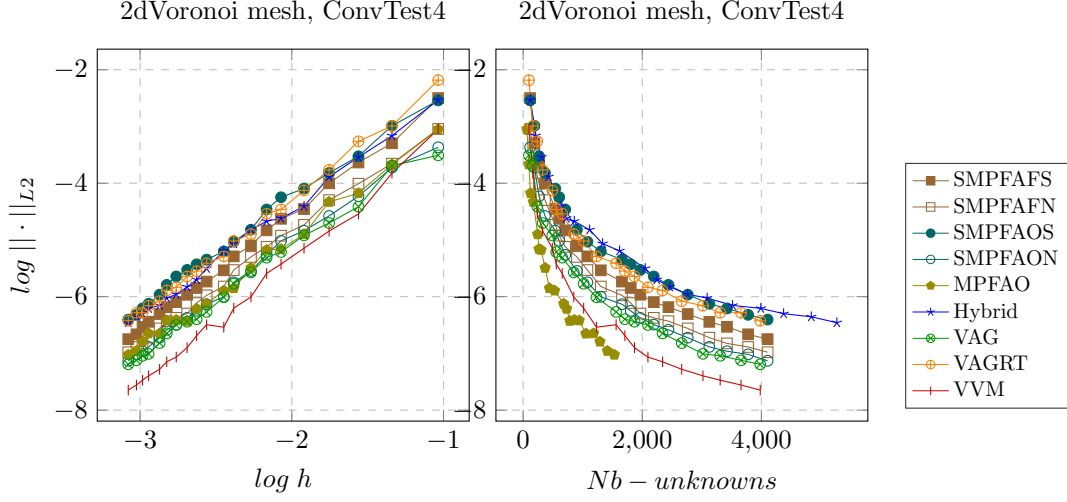 2dVoronoi mesh, ConvTest4
2dVoronoi mesh, ConvTest4
log || · ||_{L2}
−2
−4
−6
−8
−3
−2
−1
log h
−2
−4
−6
−8
0
2,000
4,000
Nb − unknowns
SMPFAFS
SMPFAFN
SMPFAOS
SMPFAON
MPFAO
Hybrid
VAG
VAGRT
VVM